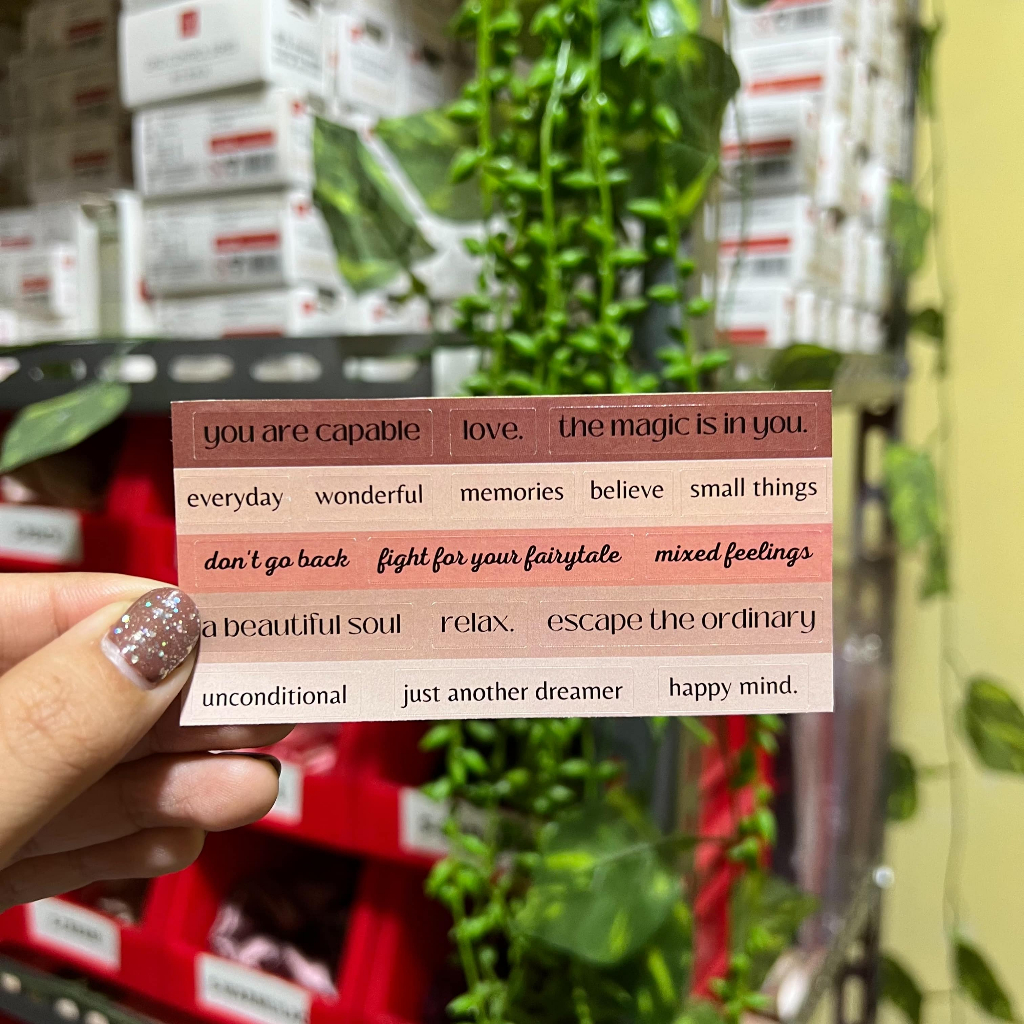 you are capable love. the magic is in you.
everyday wonderful memories believe small things
don't go back fight for your fairytale mixed feelings
a beautiful soul relax. escape the ordinary
unconditional just another dreamer happy mind.